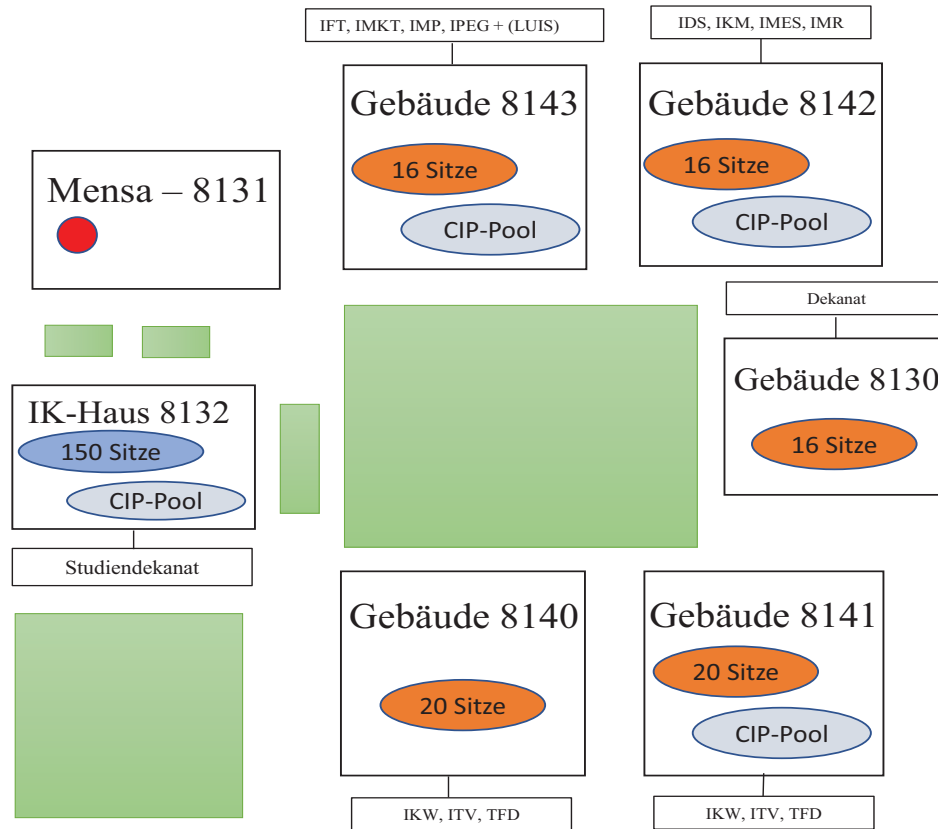 IFT, IMKT, IMP, IPEG + (LUIS)
IDS, IKM, IMES, IMR
Gebäude 8143
16 Sitze
CIP-Pool
Gebäude 8142
16 Sitze
CIP-Pool
Mensa – 8131
Dekanat
Gebäude 8130
16 Sitze
IK-Haus 8132
150 Sitze
CIP-Pool
Studiendekanat
Gebäude 8140
20 Sitze
Gebäude 8141
20 Sitze
CIP-Pool
IKW, ITV, TFD
IKW, ITV, TFD